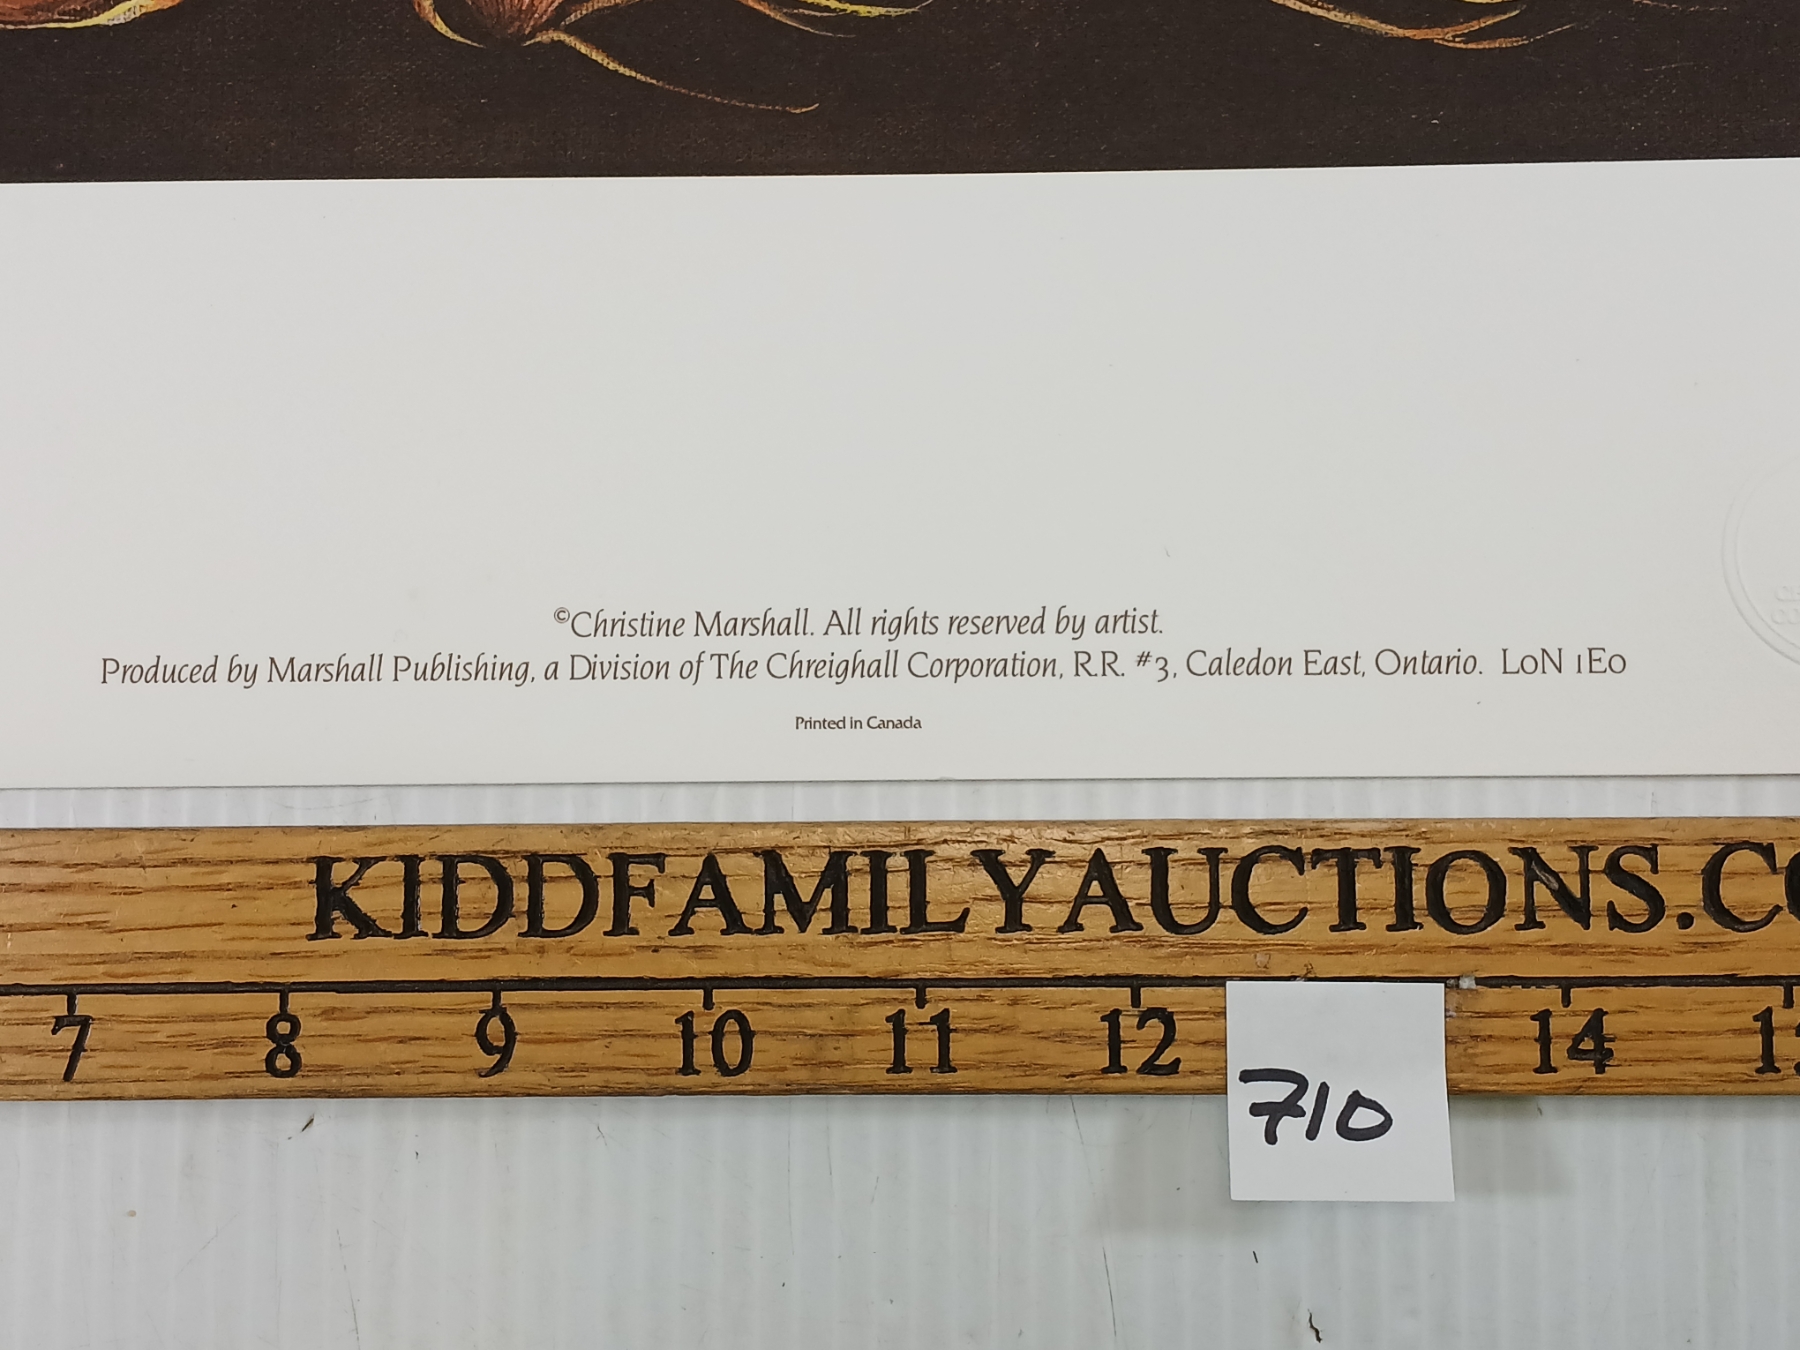 ©Christine Marshall. All rights reserved by artist.
Produced by Marshall Publishing, a Division of The Chreighall Corporation, R.R. #3, Caledon East, Ontario. L0N 1E0
Printed in Canada
KIDDFAMILYAUCTIONS.CO
7 8 9 10 11 12 14
710